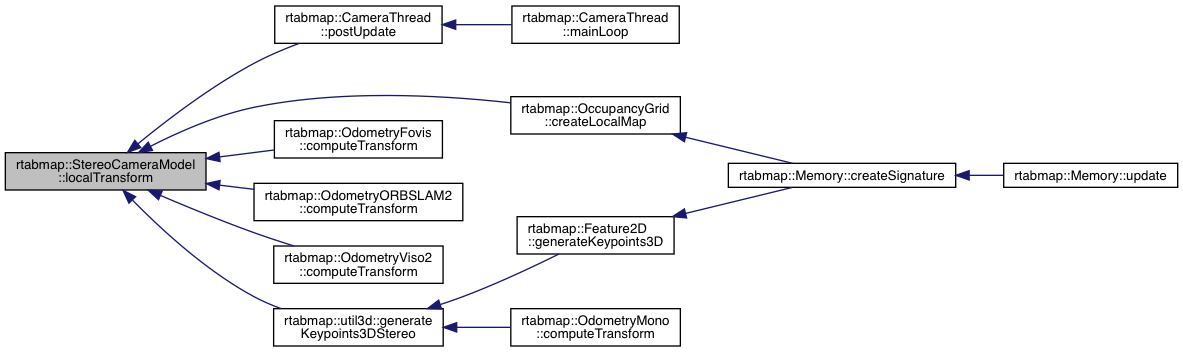 rtabmap::CameraThread
::postUpdate
rtabmap::CameraThread
::mainLoop
rtabmap::OccupancyGrid
::createLocalMap
rtabmap::OdometryFovis
::computeTransform
rtabmap::StereoCameraModel
::localTransform
rtabmap::Memory::createSignature
rtabmap::Memory::update
rtabmap::OdometryORBSLAM2
::computeTransform
rtabmap::Feature2D
::generateKeypoints3D
rtabmap::OdometryViso2
::computeTransform
rtabmap::util3d::generate
Keypoints3DStereo
rtabmap::OdometryMono
::computeTransform